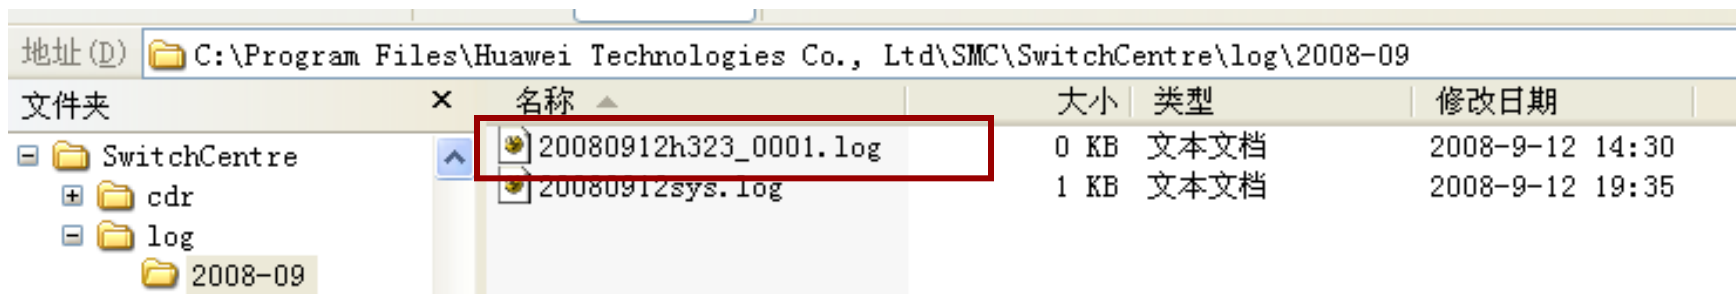 地址(D) C:\Program Files\Huawei Technologies Co., Ltd\SMC\SwitchCentre\log\2008-09
文件夹 名称 大小 类型 修改日期
SwitchCentre 20080912h323_0001.log 0 KB 文本文档 2008-9-12 14:30
cdr 20080912sys.log 1 KB 文本文档 2008-9-12 19:35
log
2008-09